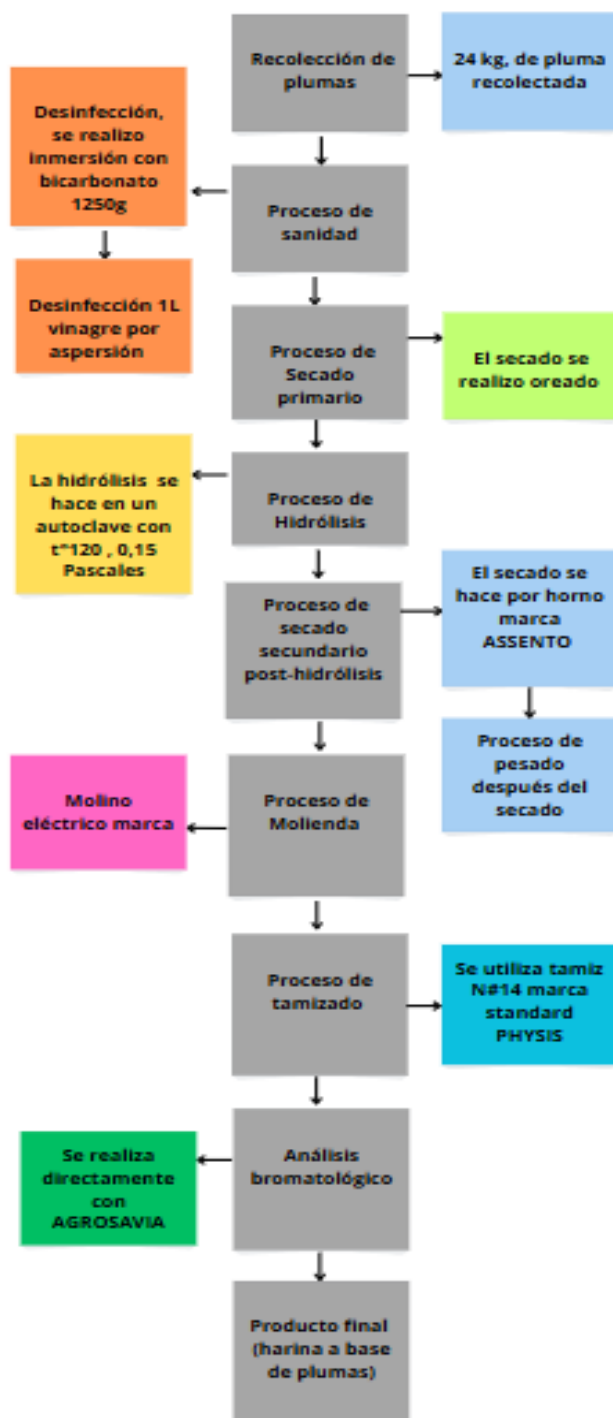 Recolección de
plumas
24 kg, de pluma
recolectada
Desinfección,
se realizo
inmersión con
bicarbonato
1250g
Proceso de
sanidad
Desinfección 1L
vinagre por
aspersión
Proceso de
Secado
primario
El secado se
realizo oreado
La hidrólisis se
hace en un
autoclave con
t°120 , 0,15
Pascales
Proceso de
Hidrólisis
Proceso de
secado
secundario
post-hidrólisis
El secado se
hace por horno
marca
ASSENTO
Proceso de
pesado
después del
secado
Molino
eléctrico marca
Proceso de
Molienda
Proceso de
tamizado
Se utiliza tamiz
N#14 marca
standard
PHYSIS
Se realiza
directamente
con
AGROSAVIA
Análisis
bromatológico
Producto final
(harina a base
de plumas)